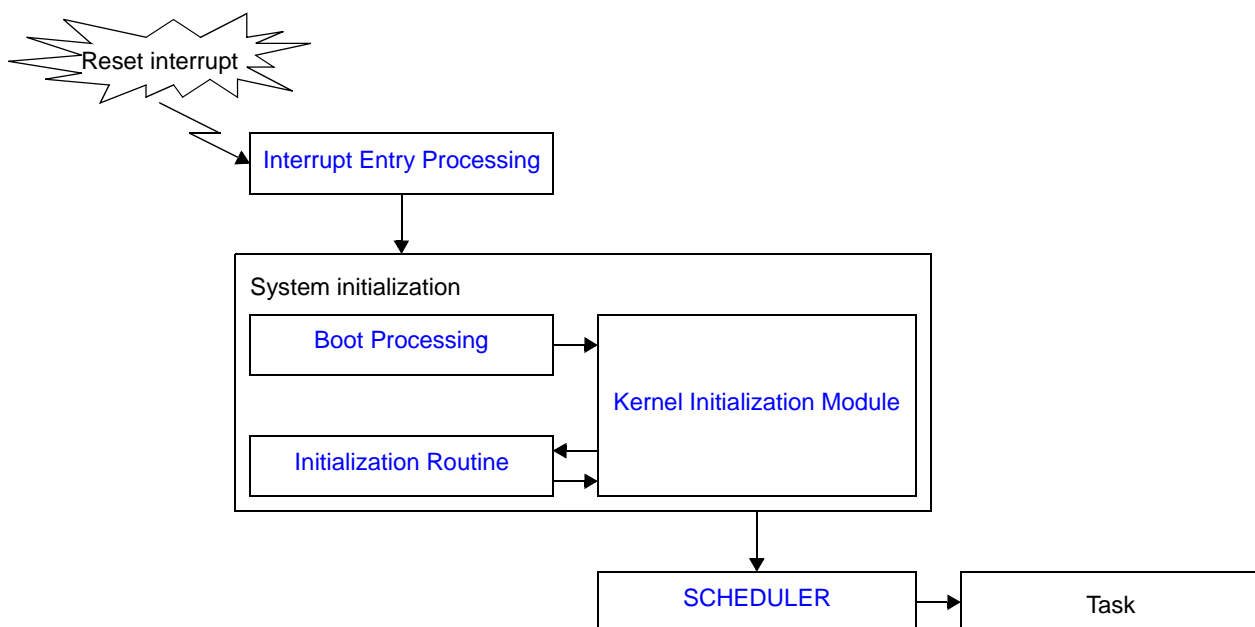 Reset interrupt
Interrupt Entry Processing
System initialization
Boot Processing
Kernel Initialization Module
Initialization Routine
SCHEDULER
Task